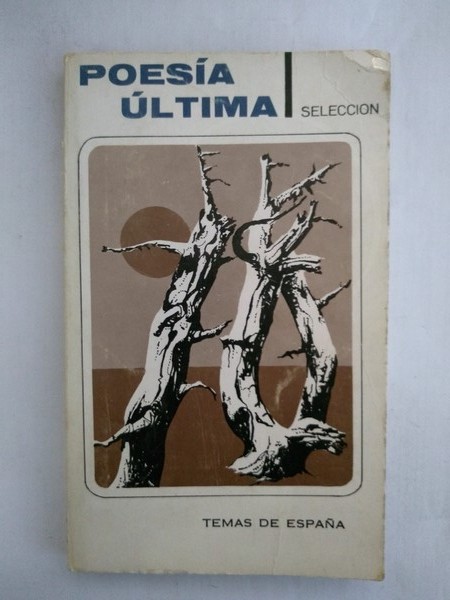 POESÍA
ÚLTIMA
SELECCION
TEMAS DE ESPAÑA